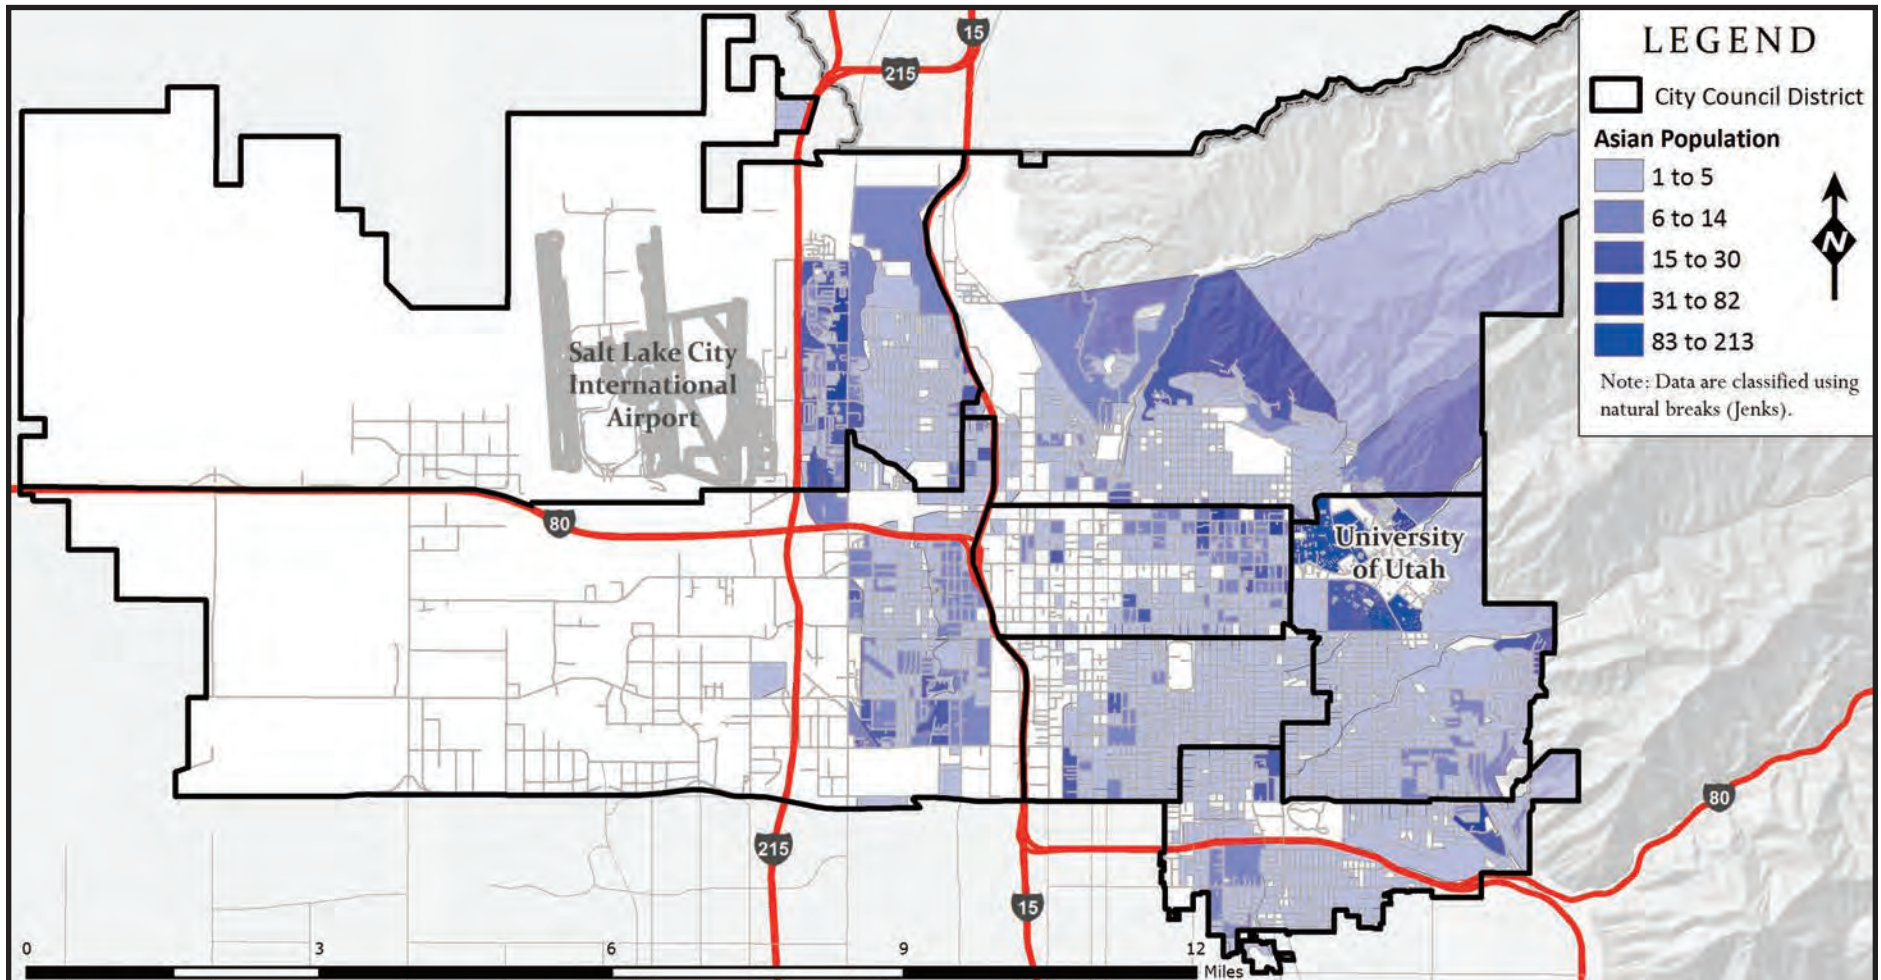 LEGEND
City Council District
Asian Population
1 to 5
6 to 14
15 to 30
31 to 82
83 to 213
Note: Data are classified using
natural breaks (Jenks).
N
15
215
Salt Lake City
International
Airport
80
University
of Utah
80
215
15
0 3 6 9 12
Miles